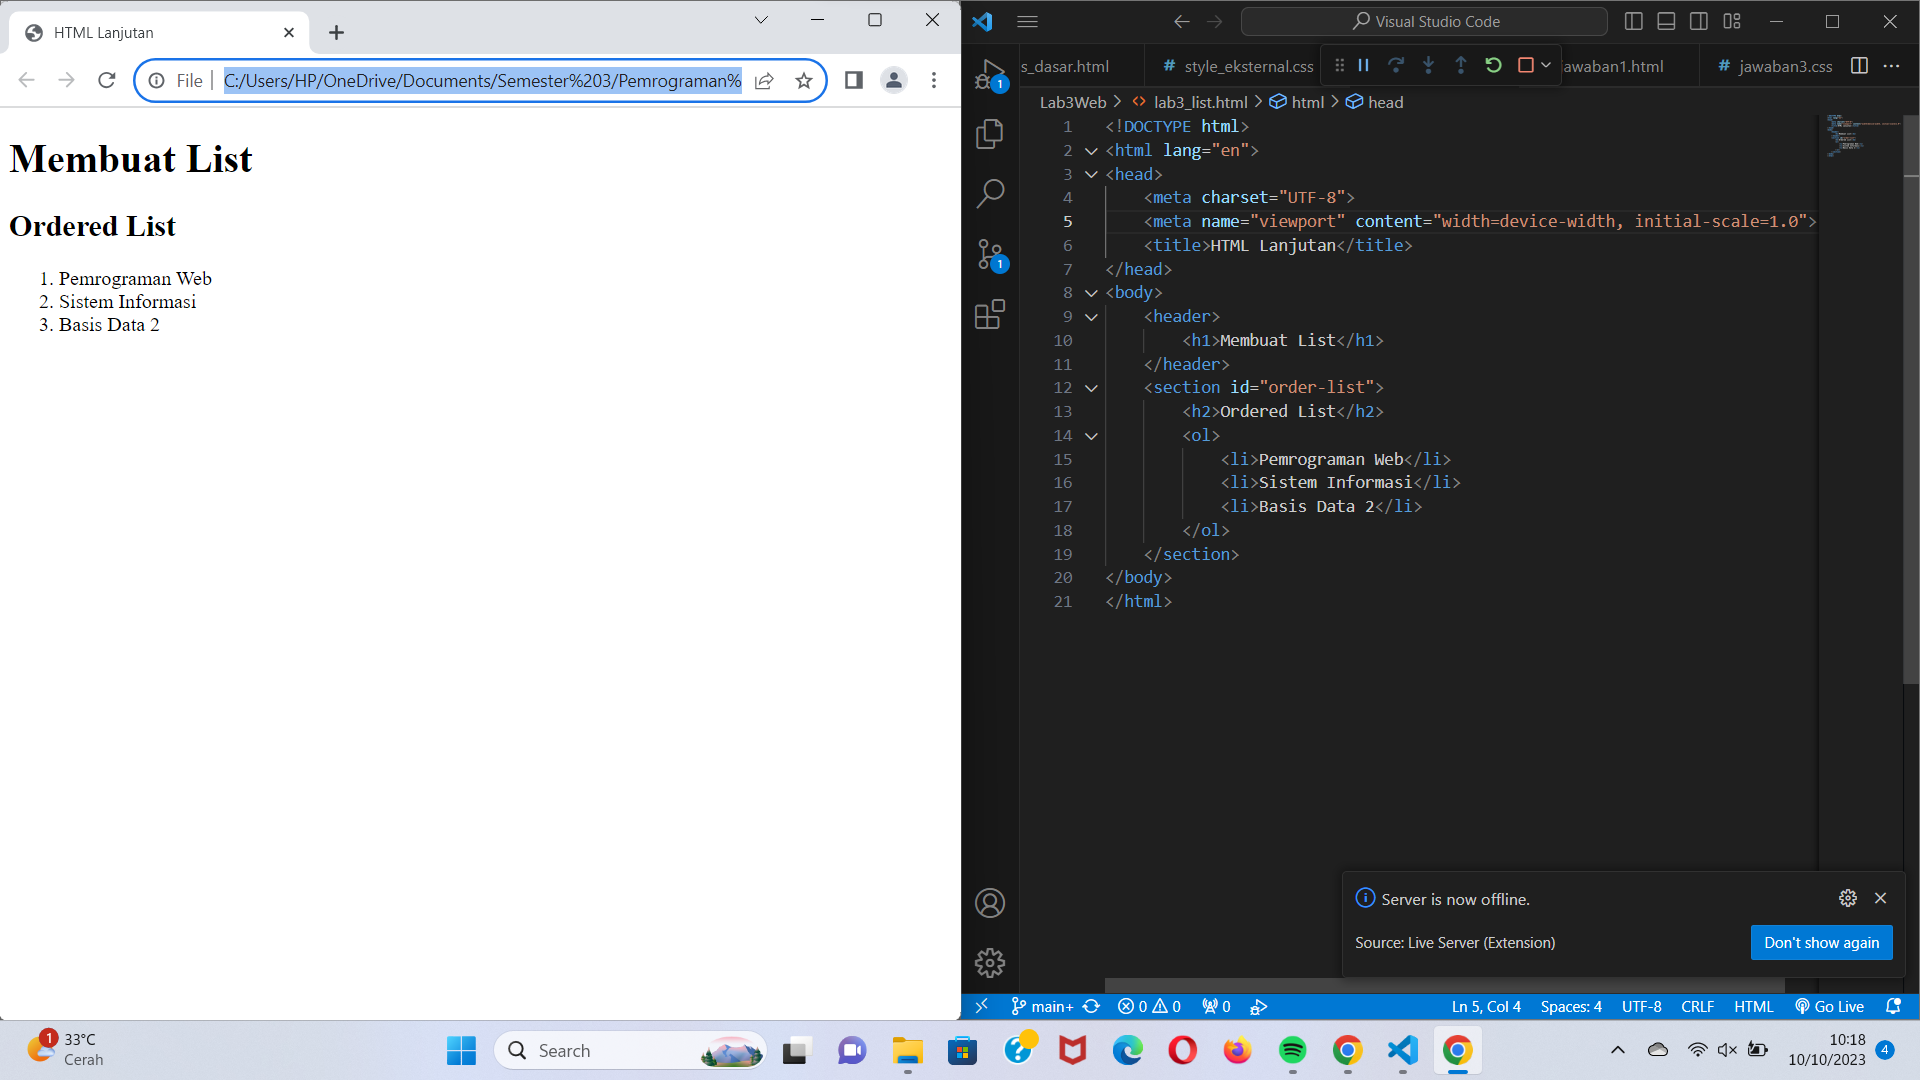 HTML Lanjutan
File
C:/Users/HP/OneDrive/Documents/Semester%203/Pemrograman%
Membuat List
Ordered List
1. Pemrograman Web
2. Sistem Informasi
3. Basis Data 2
Visual Studio Code
s_dasar.html
# style_eksternal.css
jawaban1.html
# jawaban3.css
Lab3Web > lab3_list.html > html > head
1 <!DOCTYPE html>
2 <html lang="en">
3 <head>
4 <meta charset="UTF-8">
5 <meta name="viewport" content="width=device-width, initial-scale=1.0">
6 <title>HTML Lanjutan</title>
7 </head>
8 <body>
9 <header>
10 <h1>Membuat List</h1>
11 </header>
12 <section id="order-list">
13 <h2>Ordered List</h2>
14 <ol>
15 <li>Pemrograman Web</li>
16 <li>Sistem Informasi</li>
17 <li>Basis Data 2</li>
18 </ol>
19 </section>
20 </body>
21 </html>
1
1
Server is now offline.
Source: Live Server (Extension)
Don't show again
main+ 0 0 0
Ln 5, Col 4 Spaces: 4 UTF-8 CRLF HTML Go Live
1
33°C
Cerah
Search
10:18
10/10/2023
4